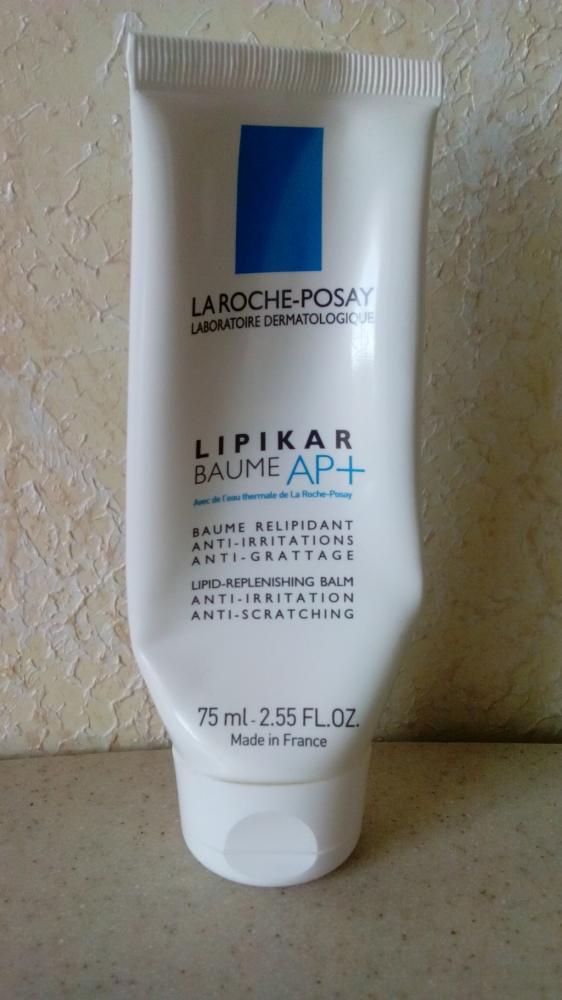 LA ROCHE-POSAY
LABORATOIRE DERMATOLOGIQUE
LIPIKAR
BAUME AP+
Avec de l'eau thermale de La Roche-Posay
BAUME RELIPIDANT
ANTI-IRRITATIONS
ANTI-GRATTAGE
LIPID-REPLENISHING BALM
ANTI-IRRITATION
ANTI-SCRATCHING
75 ml - 2.55 FL.OZ.
Made in France